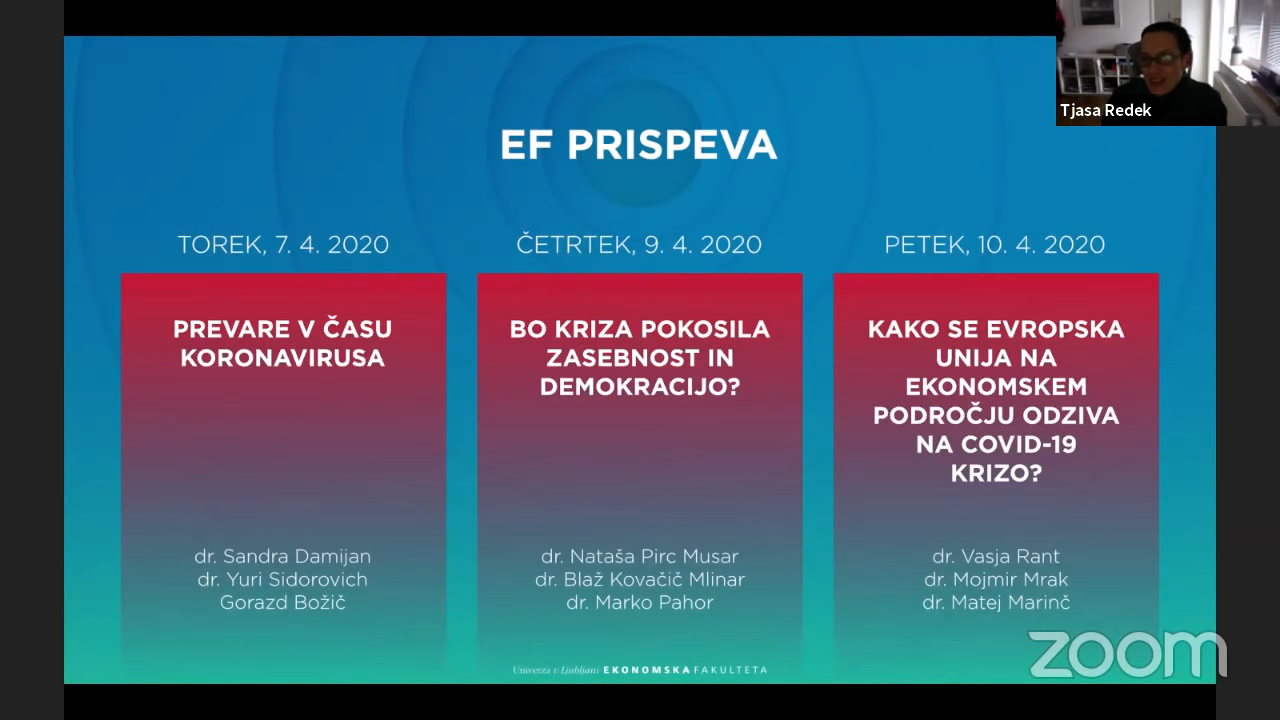 Tjasa Redek
EF PRISPEVA
TOREK, 7. 4. 2020
PREVARE V ČASU
KORONAVIRUSA
dr. Sandra Damijan
dr. Yuri Sidorovich
Gorazd Božič
ČETRTEK, 9. 4. 2020
BO KRIZA POKOSILA
ZASEBNOST IN
DEMOKRACIJO?
dr. Nataša Pirc Musar
dr. Blaž Kovačič Mlinar
dr. Marko Pahor
PETEK, 10. 4. 2020
KAKO SE EVROPSKA
UNIJA NA
EKONOMSKEM
PODROČJU ODZIVA
NA COVID-19
KRIZO?
dr. Vasja Rant
dr. Mojmir Mrak
dr. Matej Marinč
Univerza v Ljubljani EKONOMSKA FAKULTETA
zoom